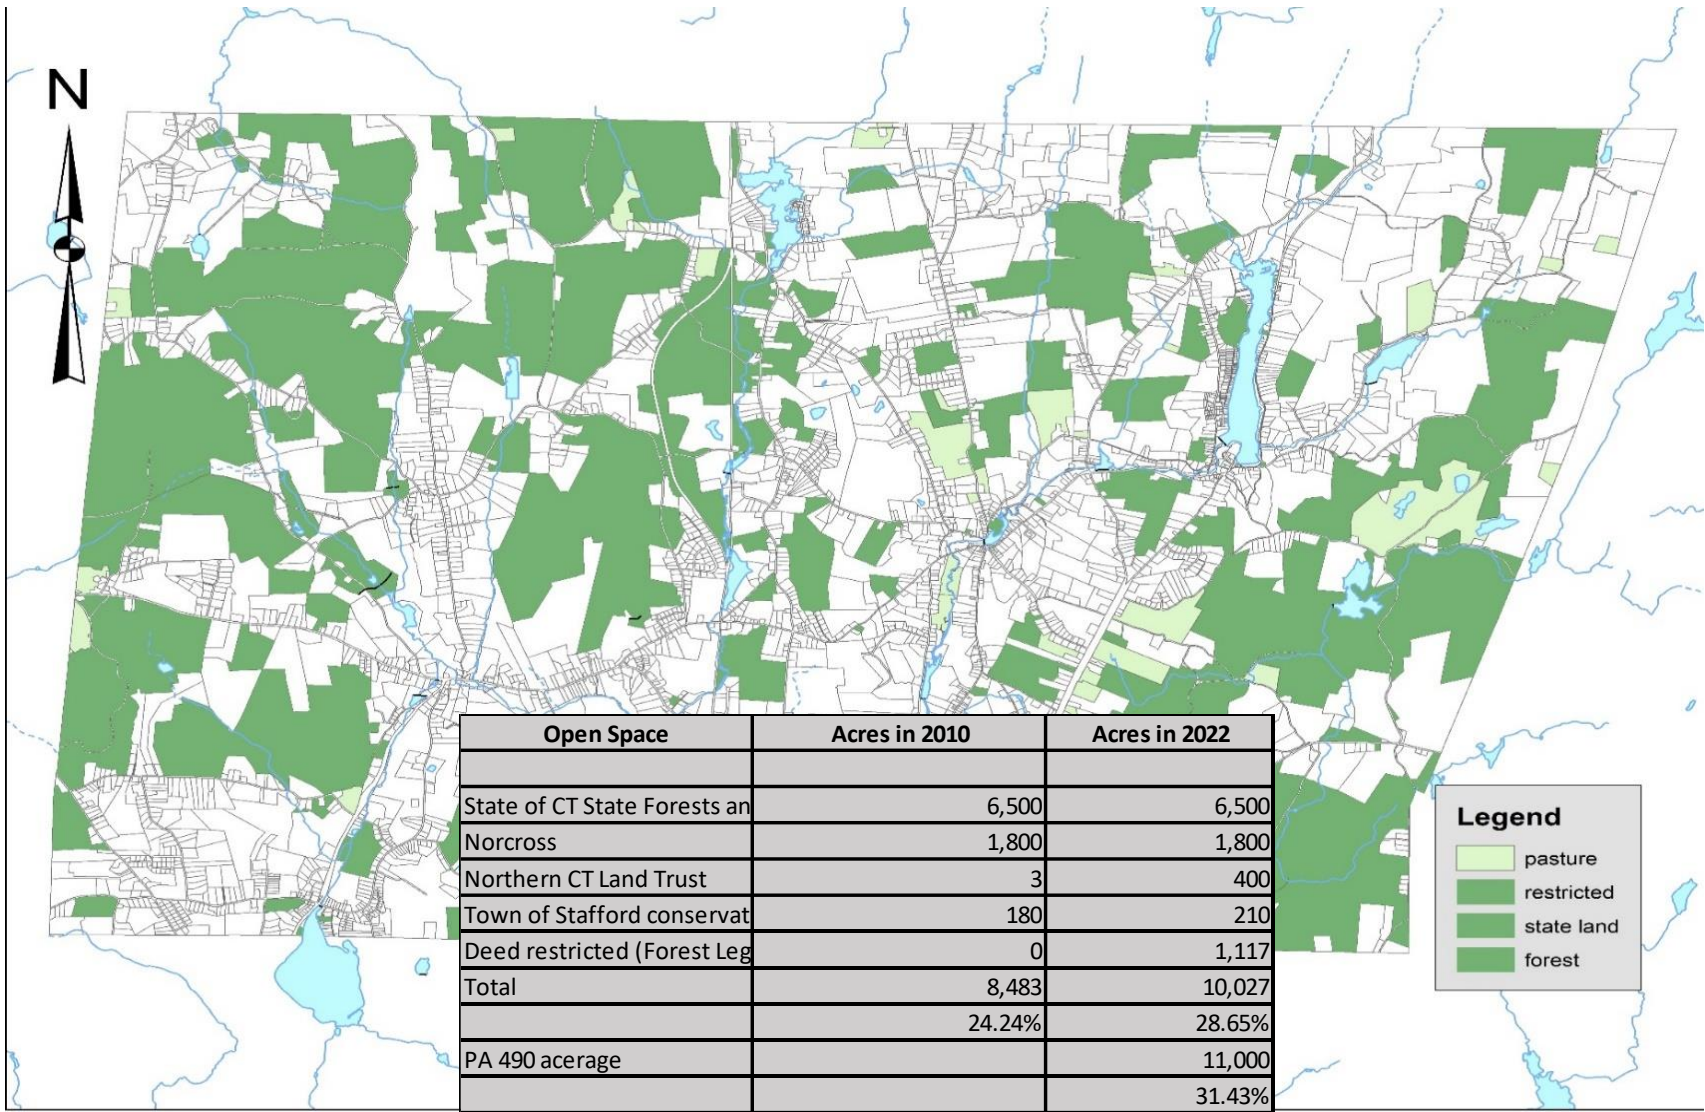 N
Open Space Acres in 2010 Acres in 2022
State of CT State Forests an 6,500 6,500
Norcross 1,800 1,800
Northern CT Land Trust 3 400
Town of Stafford conservat 180 210
Deed restricted (Forest Leg 0 1,117
Total 8,483 10,027
24.24% 28.65%
PA 490 acerage 11,000
31.43%
Legend
pasture
restricted
state land
forest